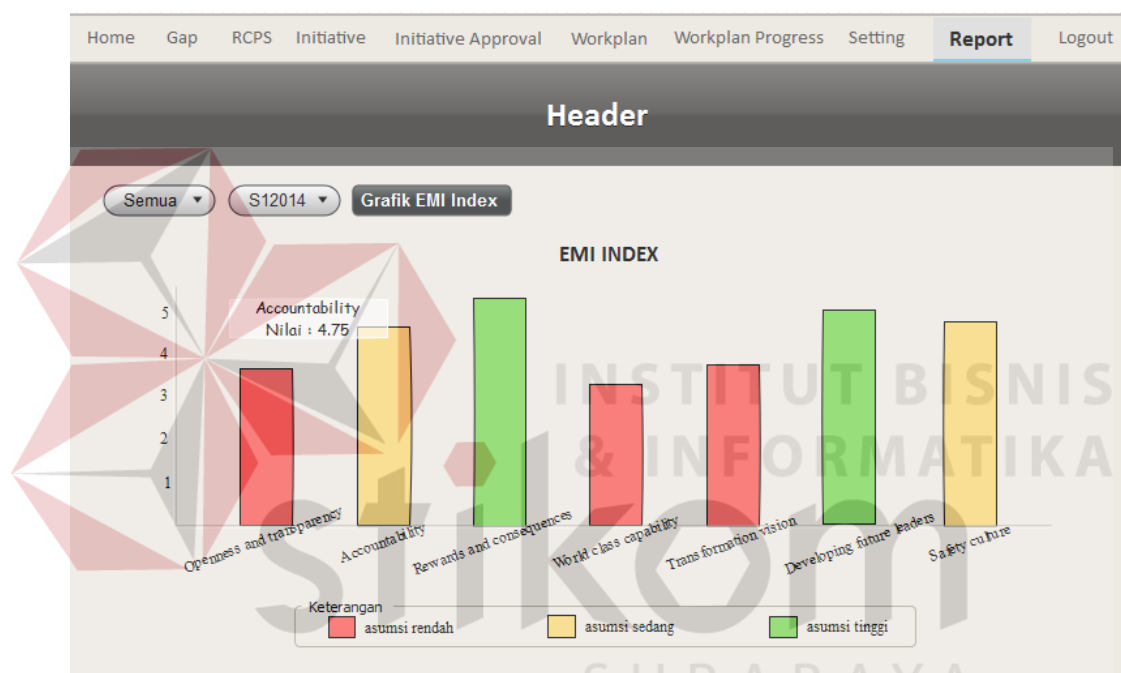 Home Gap RCPS Initiative Initiative Approval Workplan Workplan Progress Setting Report Logout
Header
Semua S12014 Grafik EMI Index
EMI INDEX
Accountability
Nilai : 4.75
5
4
3
2
1
Openness and transparency Accountability Rewards and consequences World class capability Transformation vision Developing future leaders Safety culture
Keterangan
asumsi rendah asumsi sedang asumsi tinggi
INSTITUT BISNIS
& INFORMATIKA
stikom
SURABAYA